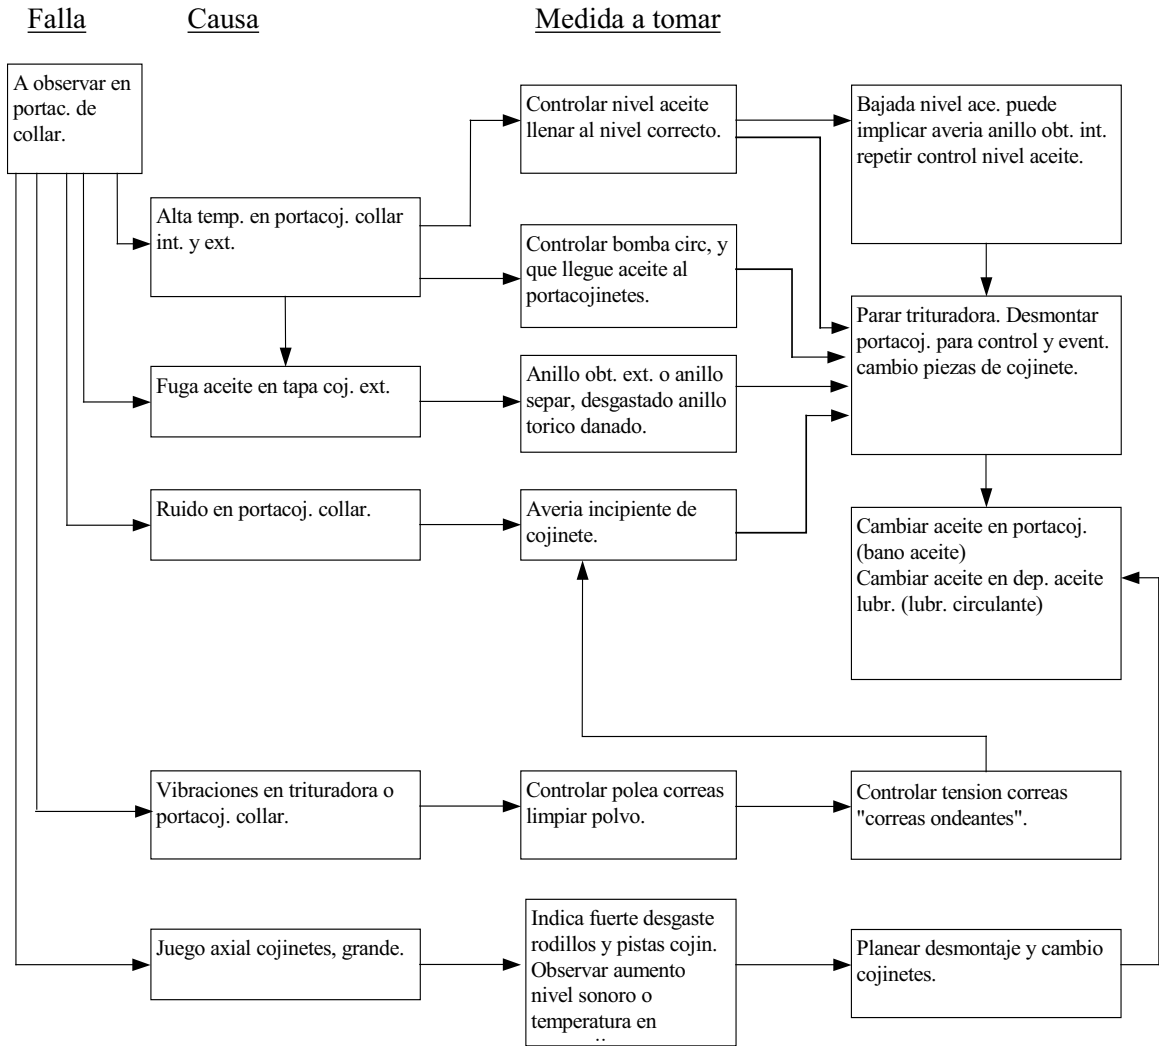 Falla
Causa
Medida a tomar
A observar en
portac. de
collar.
Controlar nivel aceite
llenar al nivel correcto.
Bajada nivel ace. puede
implicar averia anillo obt. int.
repetir control nivel aceite.
Alta temp. en portacoj. collar
int. y ext.
Controlar bomba circ, y
que llegue aceite al
portacojinetes.
Parar trituradora. Desmontar
portacoj. para control y event.
cambio piezas de cojinete.
Fuga aceite en tapa coj. ext.
Anillo obt. ext. o anillo
separ, desgastado anillo
torico danado.
Ruido en portacoj. collar.
Averia incipiente de
cojinete.
Cambiar aceite en portacoj.
(bano aceite)
Cambiar aceite en dep. aceite
lubr. (lubr. circulante)
Vibraciones en trituradora o
portacoj. collar.
Controlar polea correas
limpiar polvo.
Controlar tension correas
"correas ondeantes".
Juego axial cojinetes, grande.
Indica fuerte desgaste
rodillos y pistas cojin.
Observar aumento
nivel sonoro o
temperatura en
Planear desmontaje y cambio
cojinetes.